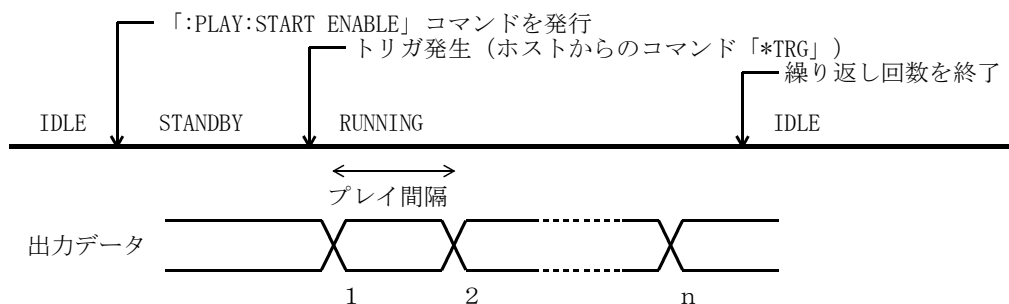 「:PLAY:START ENABLE」コマンドを発行
トリガ発生（ホストからのコマンド「*TRG」）
繰り返し回数を終了
IDLE STANDBY RUNNING IDLE
プレイ間隔
出力データ
1 2 n